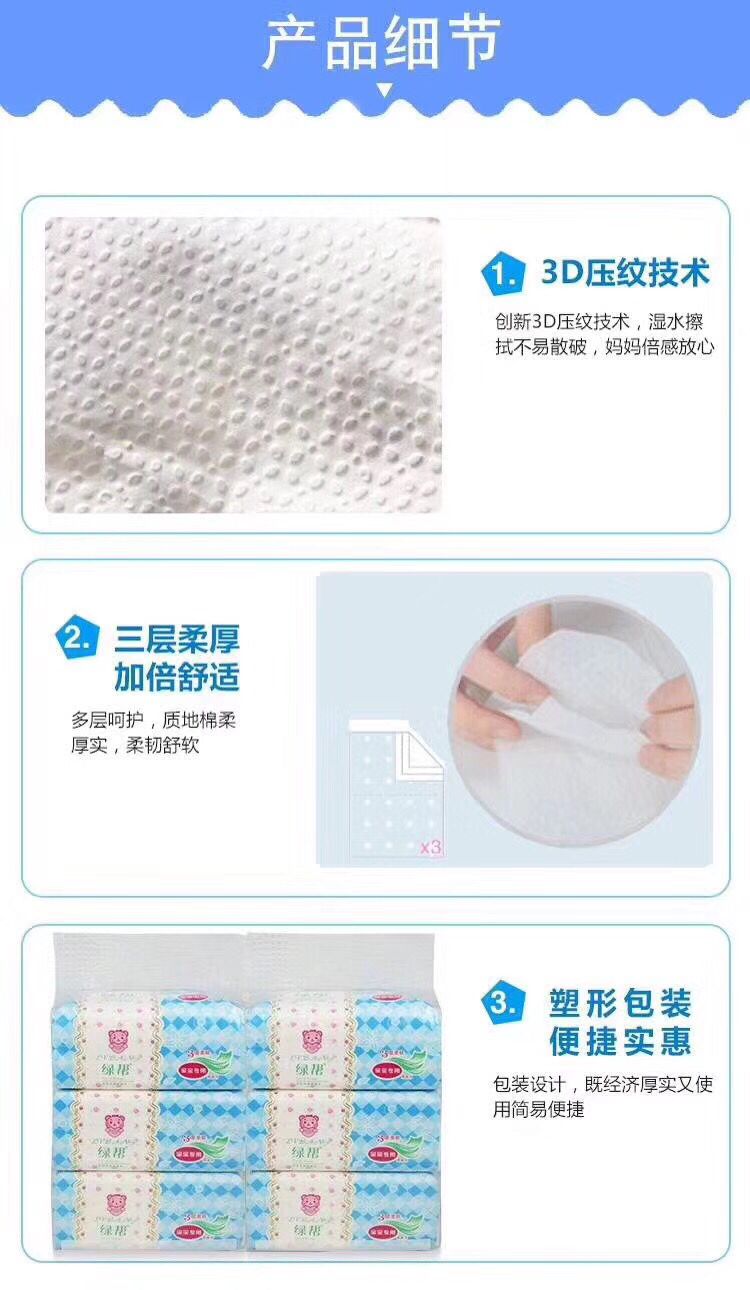 产品细节
1. 3D压纹技术
创新3D压纹技术，湿水擦
拭不易散破，妈妈倍感放心
2. 三层柔厚
加倍舒适
多层呵护，质地棉柔
厚实，柔韧舒软
x3
3. 塑形包装
便捷实惠
包装设计，既经济厚实又使
用简易便捷
绿帮
绿帮
绿帮
绿帮
绿帮
绿帮